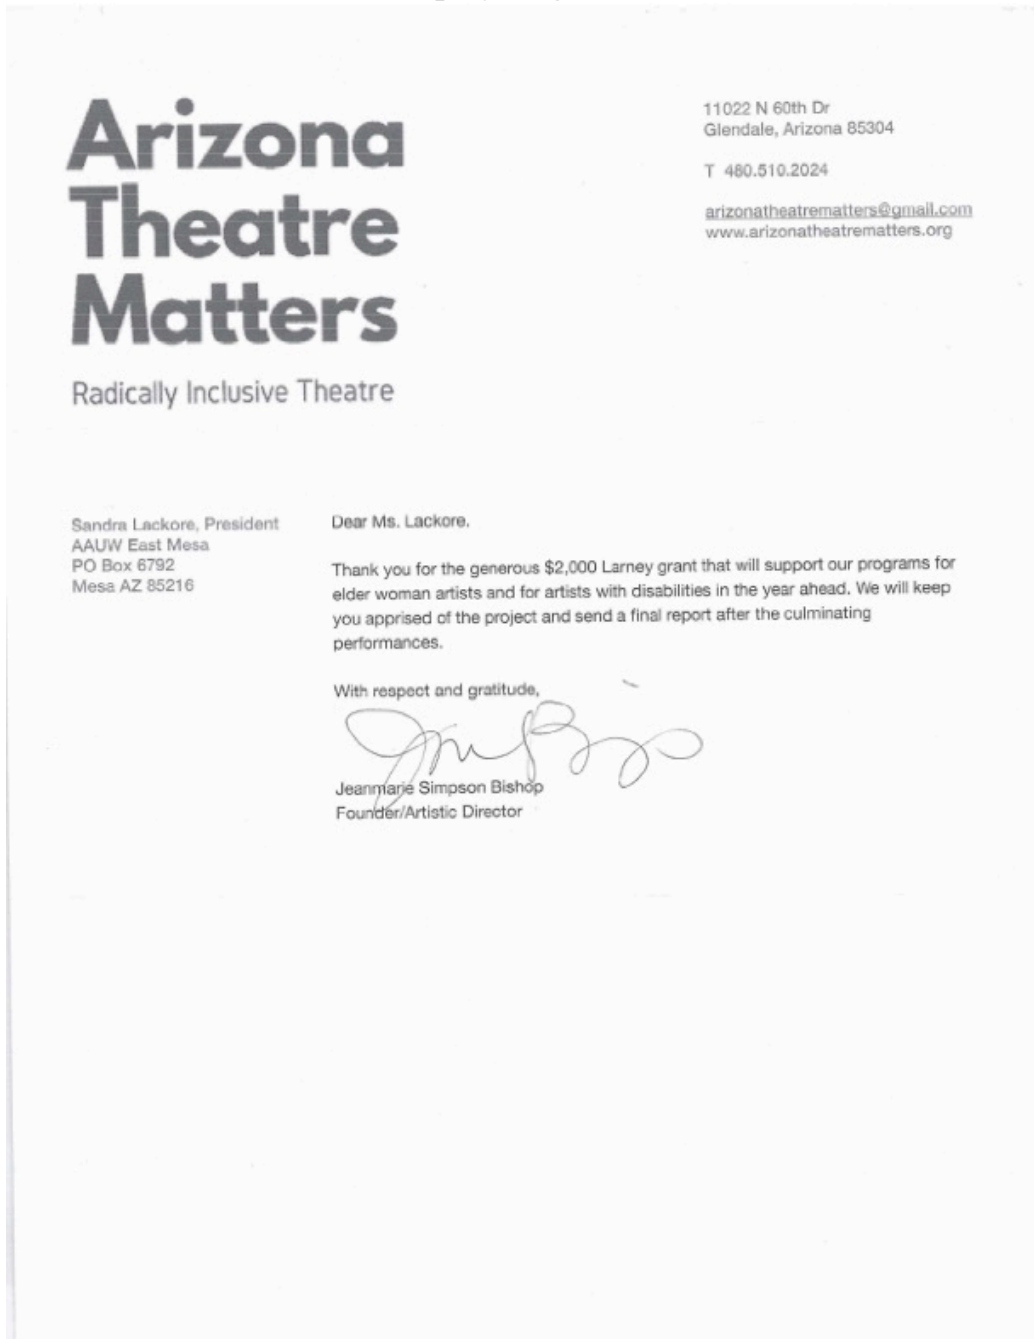 Arizona
Theatre
Matters
Radically Inclusive Theatre
11022 N 60th Dr
Glendale, Arizona 85304
T 480.510.2024
arizonatheatrematters@gmail.com
www.arizonatheatrematters.org
Sandra Lackore, President
AAUW East Mesa
PO Box 6792
Mesa AZ 85216
Dear Ms. Lackore.
Thank you for the generous $2,000 Larney grant that will support our programs for
elder woman artists and for artists with disabilities in the year ahead. We will keep
you apprised of the project and send a final report after the culminating
performances.
With respect and gratitude,
Jeanmarie Simpson Bishop
Founder/Artistic Director